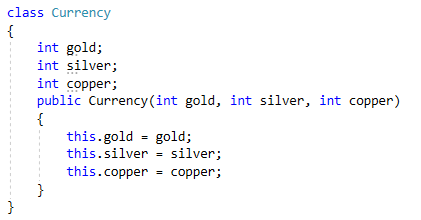 class Currency
{
    int gold;
    int silver;
    int copper;
    public Currency(int gold, int silver, int copper)
    {
        this.gold = gold;
        this.silver = silver;
        this.copper = copper;
    }
}